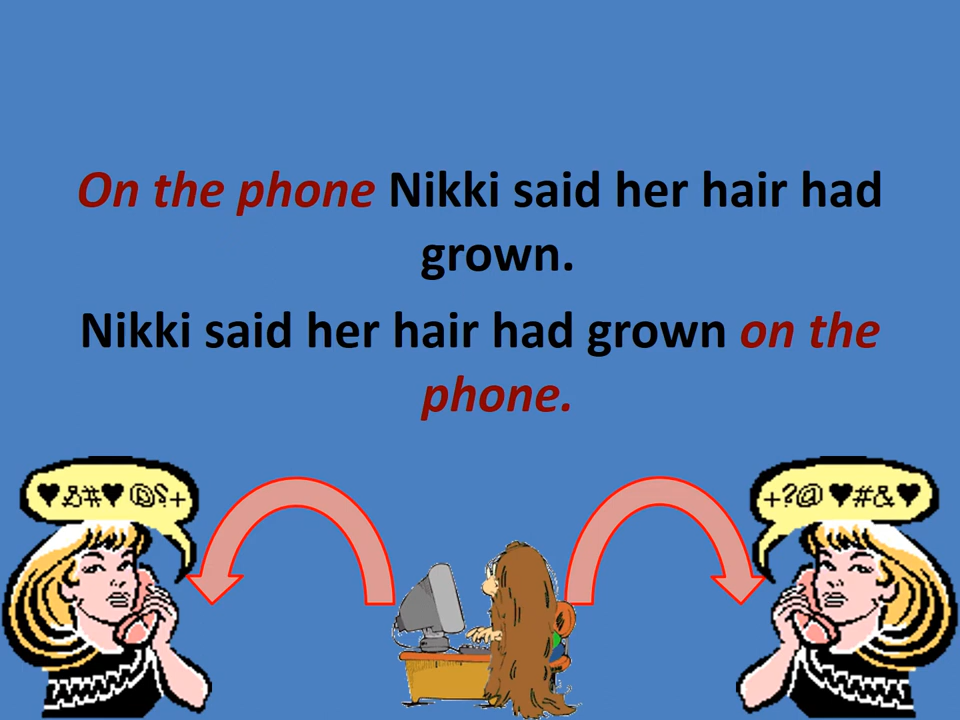 On the phone Nikki said her hair had
grown.
Nikki said her hair had grown on the
phone.
♥&#♥@?+
+?@♥#&♥